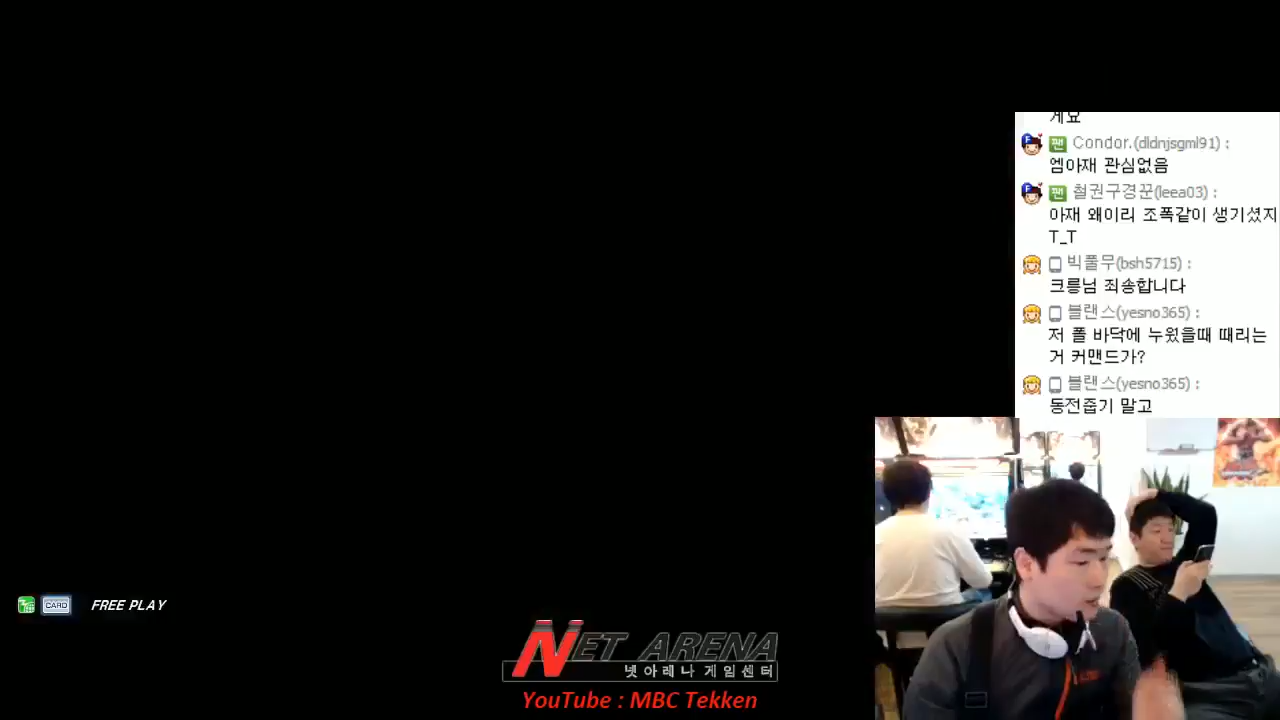 게요
Condor.(dldnjsgml91) :
엠아재 관심없음
철권구경꾼(leea03) :
아재 왜이리 조폭같이 생기셨지
T_T
빅풀무(bsh5715) :
크릉님 죄송합니다
블랜스(yesno365) :
저 폴 바닥에 누웠을때 때리는
거 커맨드가?
블랜스(yesno365) :
동전줍기 말고
CARD
FREE PLAY
NET ARENA
넷아레나 게임센터
YouTube : MBC Tekken